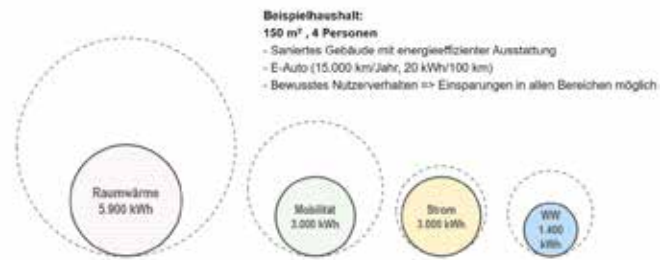 Beispielhaushalt:
150 m² , 4 Personen
- Saniertes Gebäude mit energieeffizienter Ausstattung
- E-Auto (15.000 km/Jahr, 20 kWh/100 km)
- Bewusstes Nutzerverhalten => Einsparungen in allen Bereichen möglich
Raumwärme
5.900 kWh
Mobilität
3.000 kWh
Strom
3.000 kWh
WW
1.400
kWh